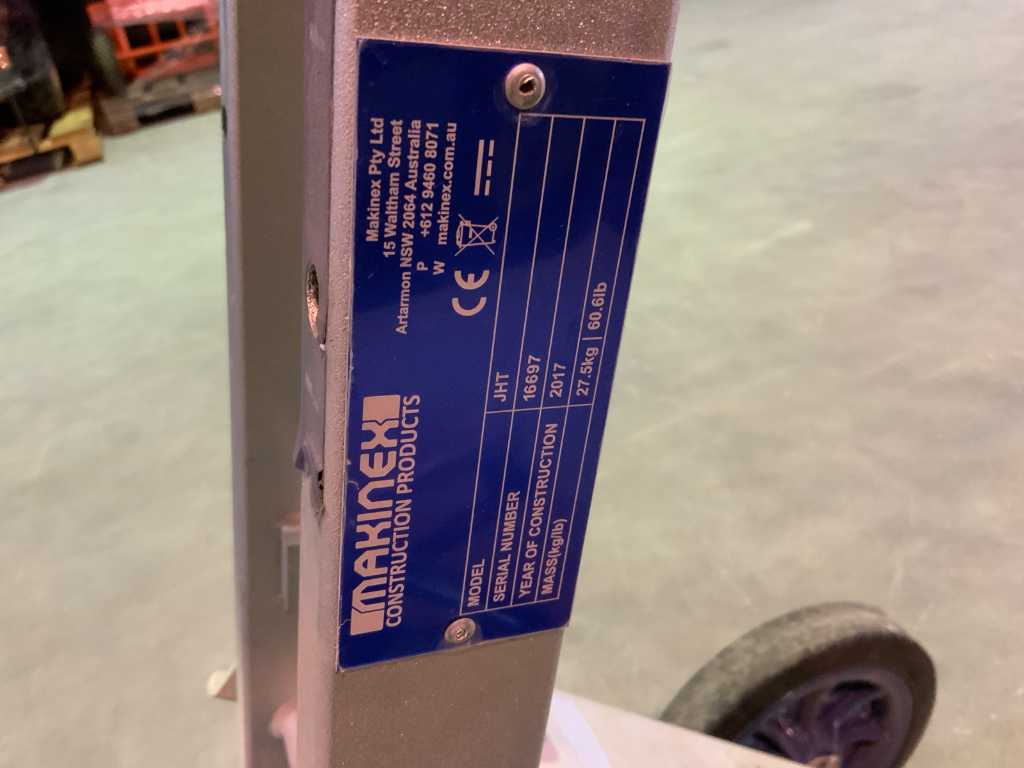 MAKINEX
CONSTRUCTION PRODUCTS
Makinex Pty Ltd
15 Waltham Street
Artarmon NSW 2064 Australia
P +612 9460 8071
W makinex.com.au
CE
MODEL JHT
SERIAL NUMBER 16697
YEAR OF CONSTRUCTION 2017
MASS(kg/lb) 27.5kg | 60.6lb